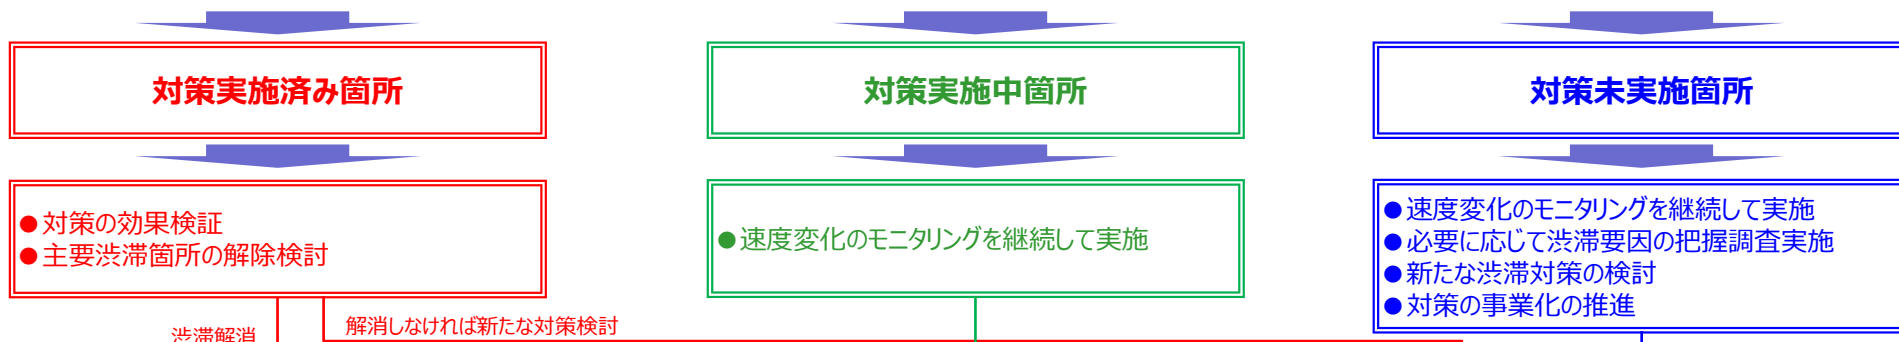 対策実施済み箇所
対策実施中箇所
対策未実施箇所
●対策の効果検証
●主要渋滞箇所の解除検討
●速度変化のモニタリングを継続して実施
●速度変化のモニタリングを継続して実施
●必要に応じて渋滞要因の把握調査実施
●新たな渋滞対策の検討
●対策の事業化の推進
渋滞解消
解消しなければ新たな対策検討